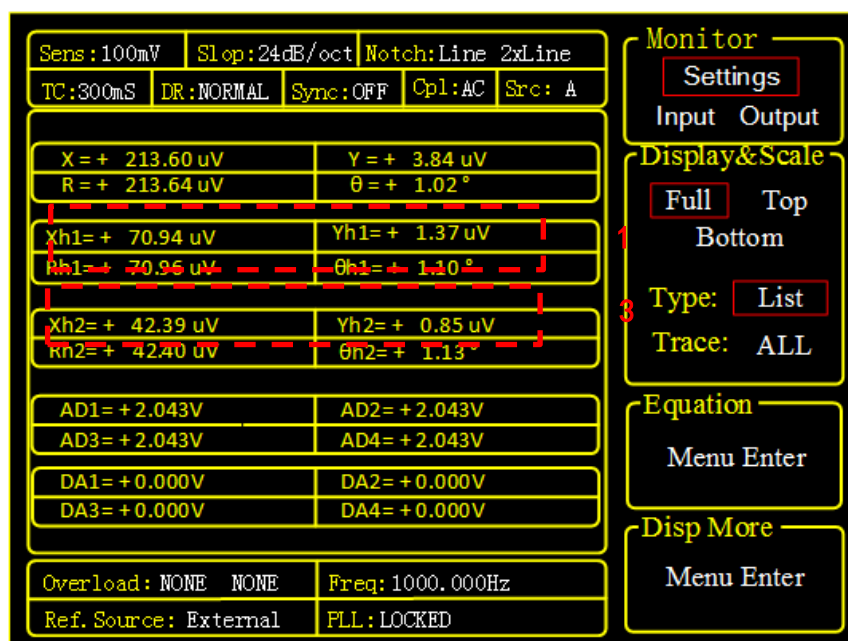 Sens:100mV Slop:24dB/oct Notch:Line 2xLine
TC:300mS DR:NORMAL Sync:OFF Cpl:AC Src: A
X = + 213.60 uV Y = + 3.84 uV
R = + 213.64 uV θ = + 1.02 °
Xh1= + 70.94 uV Yh1= + 1.37 uV
Rh1= + 70.96 uV θh1= + 1.10 °
Xh2= + 42.39 uV Yh2= + 0.85 uV
Rh2= + 42.40 uV θh2= + 1.13 °
AD1= + 2.043V AD2= + 2.043V
AD3= + 2.043V AD4= + 2.043V
DA1= + 0.000V DA2= + 0.000V
DA3= + 0.000V DA4= + 0.000V
Overload: NONE NONE Freq: 1000.000Hz
Ref. Source: External PLL: LOCKED
1
3
Monitor
Settings
Input Output
Display&Scale
Full Top
Bottom
Type: List
Trace: ALL
Equation
Menu Enter
Disp More
Menu Enter